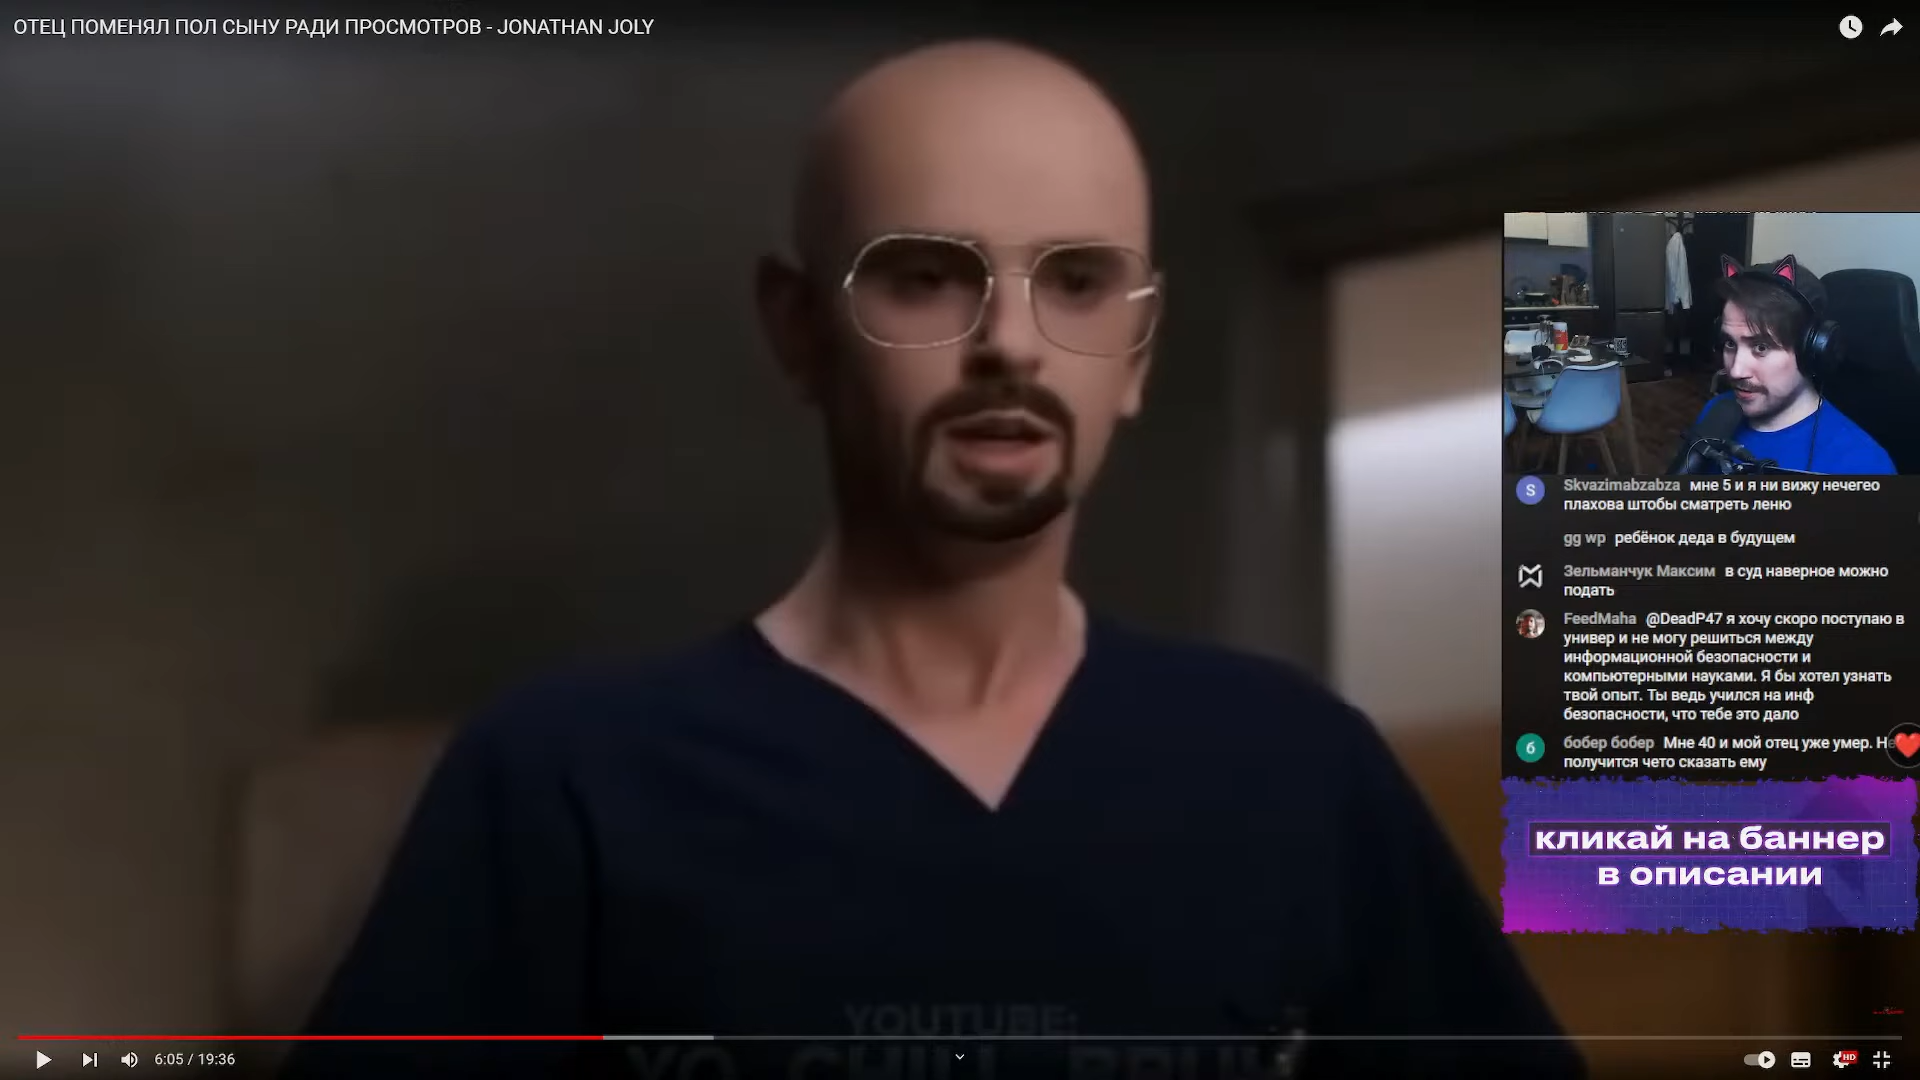 ОТЕЦ ПОМЕНЯЛ ПОЛ СЫНУ РАДИ ПРОСМОТРОВ - JONATHAN JOLY
S
Skvazimabzabza мне 5 и я ни вижу нечегео
плахова штобы сматреть леню
gg wp ребёнок деда в будущем
Зельманчук Максим в суд наверное можно
подать
FeedMaha @DeadP47 я хочу скоро поступаю в
универ и не могу решиться между
информационной безопасности и
компьютерными науками. Я бы хотел узнать
твой опыт. Ты ведь учился на инф
безопасности, что тебе это дало
б
бобер бобер Мне 40 и мой отец уже умер. Не
получится чето сказать ему
кликай на баннер
в описании
YOUTUBE:
6:05 / 19:36
HD